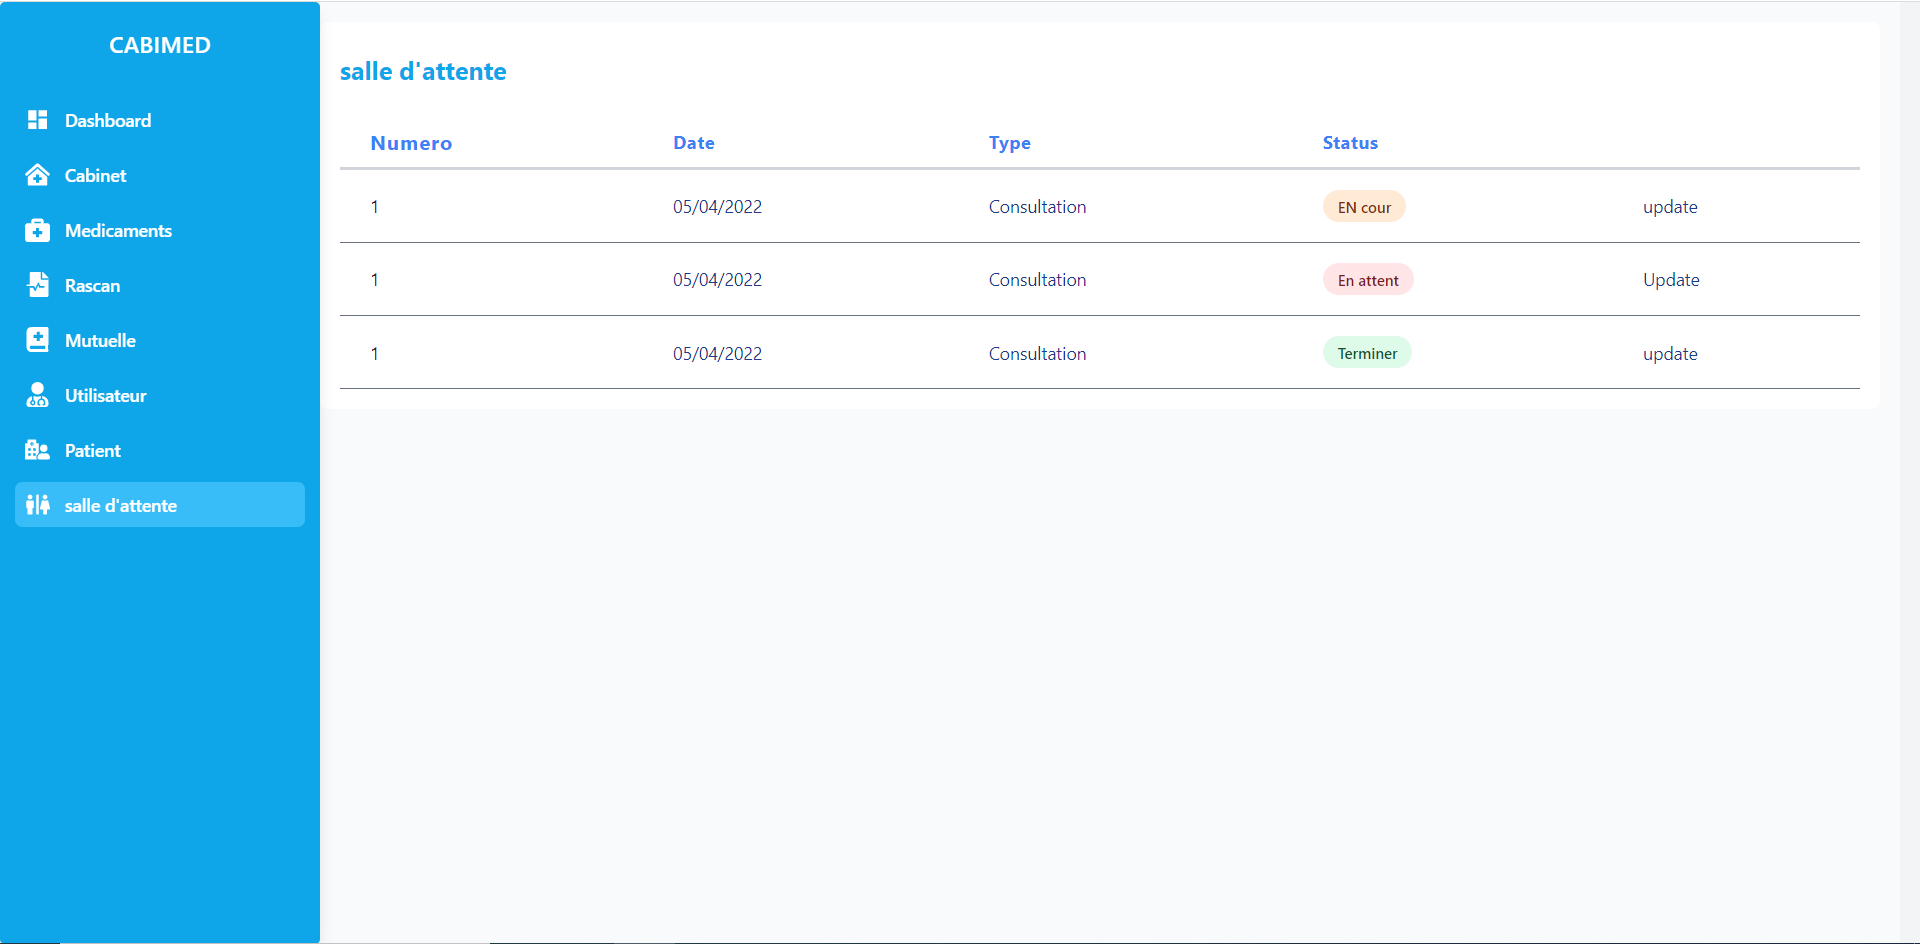 CABIMED
Dashboard
Cabinet
Medicaments
Rascan
Mutuelle
Utilisateur
Patient
salle d'attente
salle d'attente
Numero Date Type Status
1 05/04/2022 Consultation EN cour update
1 05/04/2022 Consultation En attent Update
1 05/04/2022 Consultation Terminer update